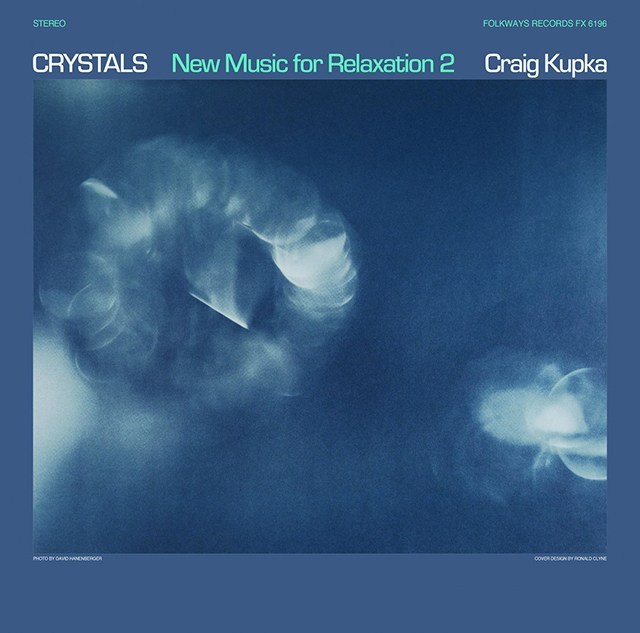 STEREO FOLKWAYS RECORDS FX 6196
CRYSTALS New Music for Relaxation 2 Craig Kupka
PHOTO BY DAVID HANENBERGER COVER DESIGN BY RONALD CLYNE